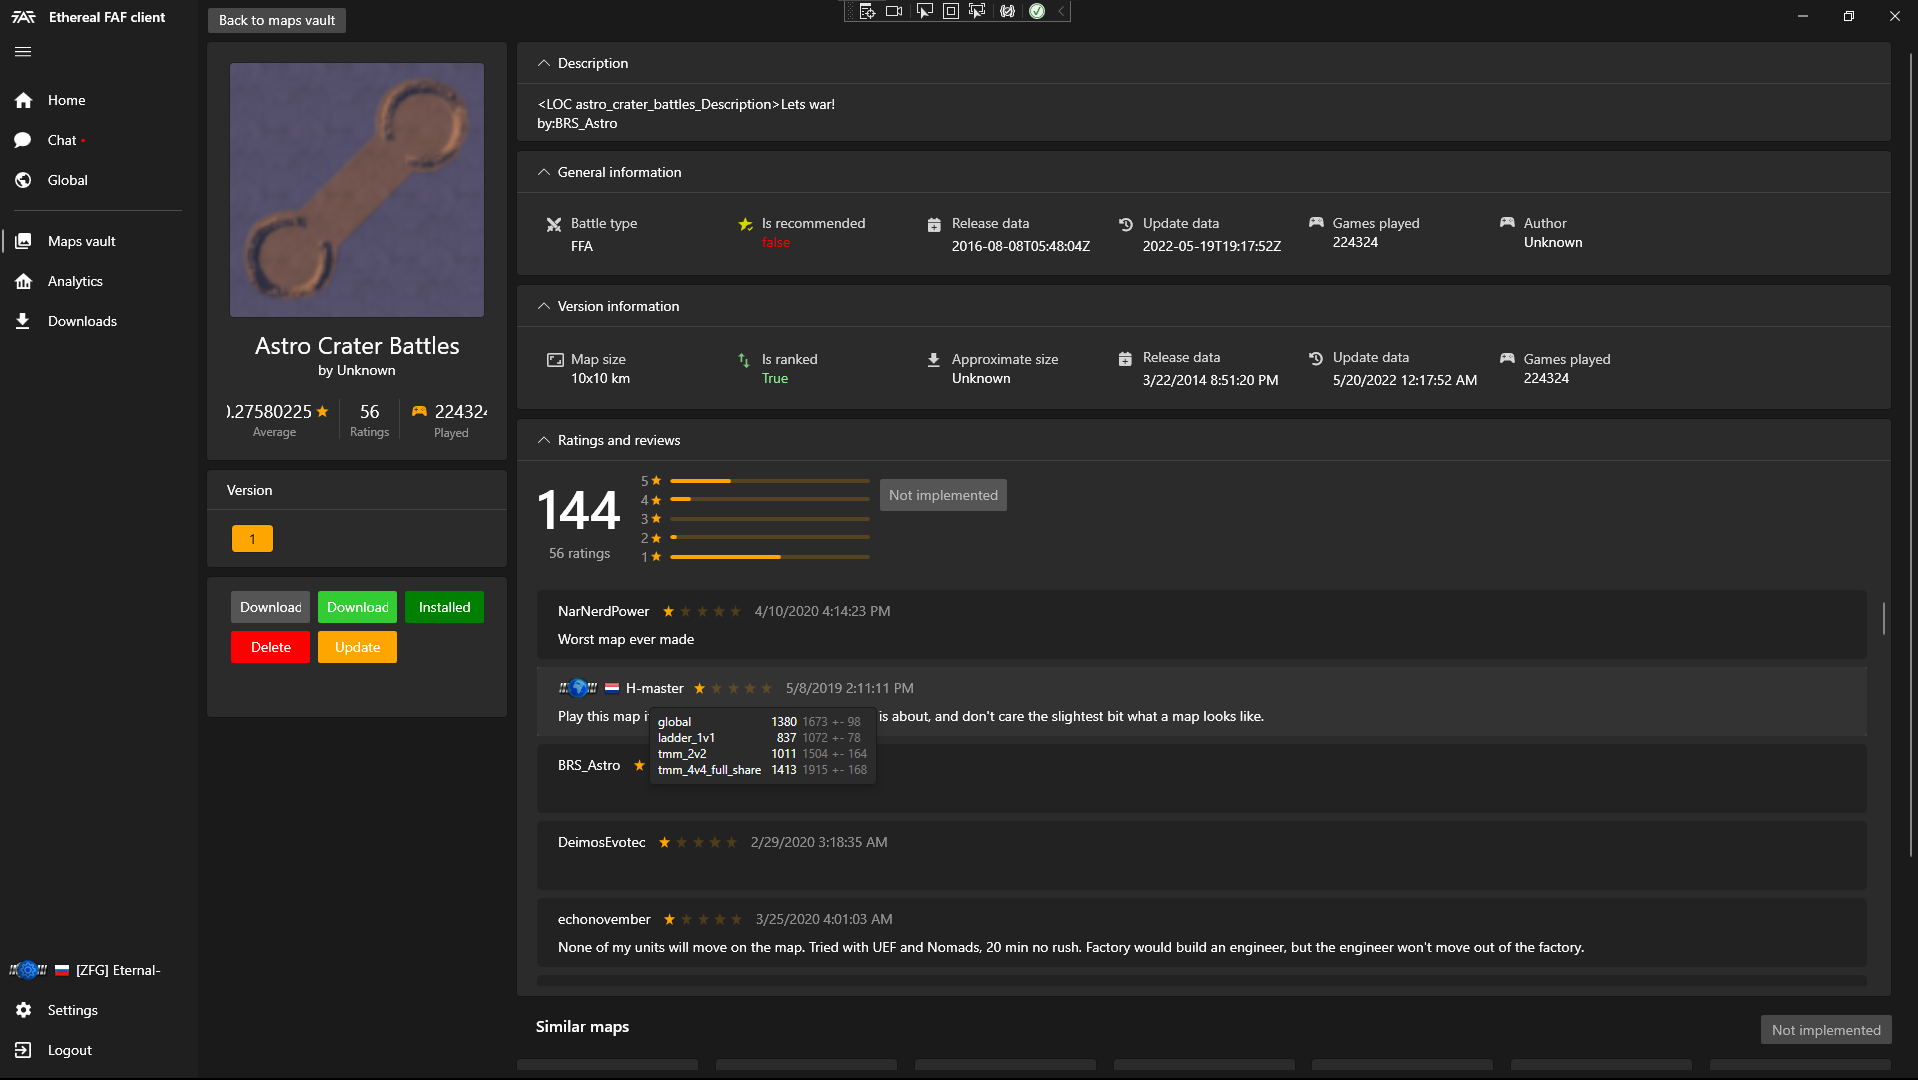 Ethereal FAF client
Back to maps vault
Home
Chat
Global
Maps vault
Analytics
Downloads
[ZFG] Eternal-
Settings
Logout
Astro Crater Battles
by Unknown
.27580225
Average
56
Ratings
22432
Played
Version
1
Download
Download
Installed
Delete
Update
Description
<LOC astro_crater_battles_Description>Lets war!
by:BRS_Astro
General information
Battle type
FFA
Is recommended
false
Release data
2016-08-08T05:48:04Z
Update data
2022-05-19T19:17:52Z
Games played
224324
Author
Unknown
Version information
Map size
10x10 km
Is ranked
True
Approximate size
Unknown
Release data
3/22/2014 8:51:20 PM
Update data
5/20/2022 12:17:52 AM
Games played
224324
Ratings and reviews
144
56 ratings
5
4
3
2
1
Not implemented
NarNerdPower 4/10/2020 4:14:23 PM
Worst map ever made
H-master 5/8/2019 2:11:11 PM
Play this map is about, and don't care the slightest bit what a map looks like.
global 1380 1673 +- 98
ladder_1v1 837 1072 +- 78
tmm_2v2 1011 1504 +- 164
tmm_4v4_full_share 1413 1915 +- 168
BRS_Astro
DeimosEvotec 2/29/2020 3:18:35 AM
echonovember 3/25/2020 4:01:03 AM
None of my units will move on the map. Tried with UEF and Nomads, 20 min no rush. Factory would build an engineer, but the engineer won't move out of the factory.
Similar maps
Not implemented